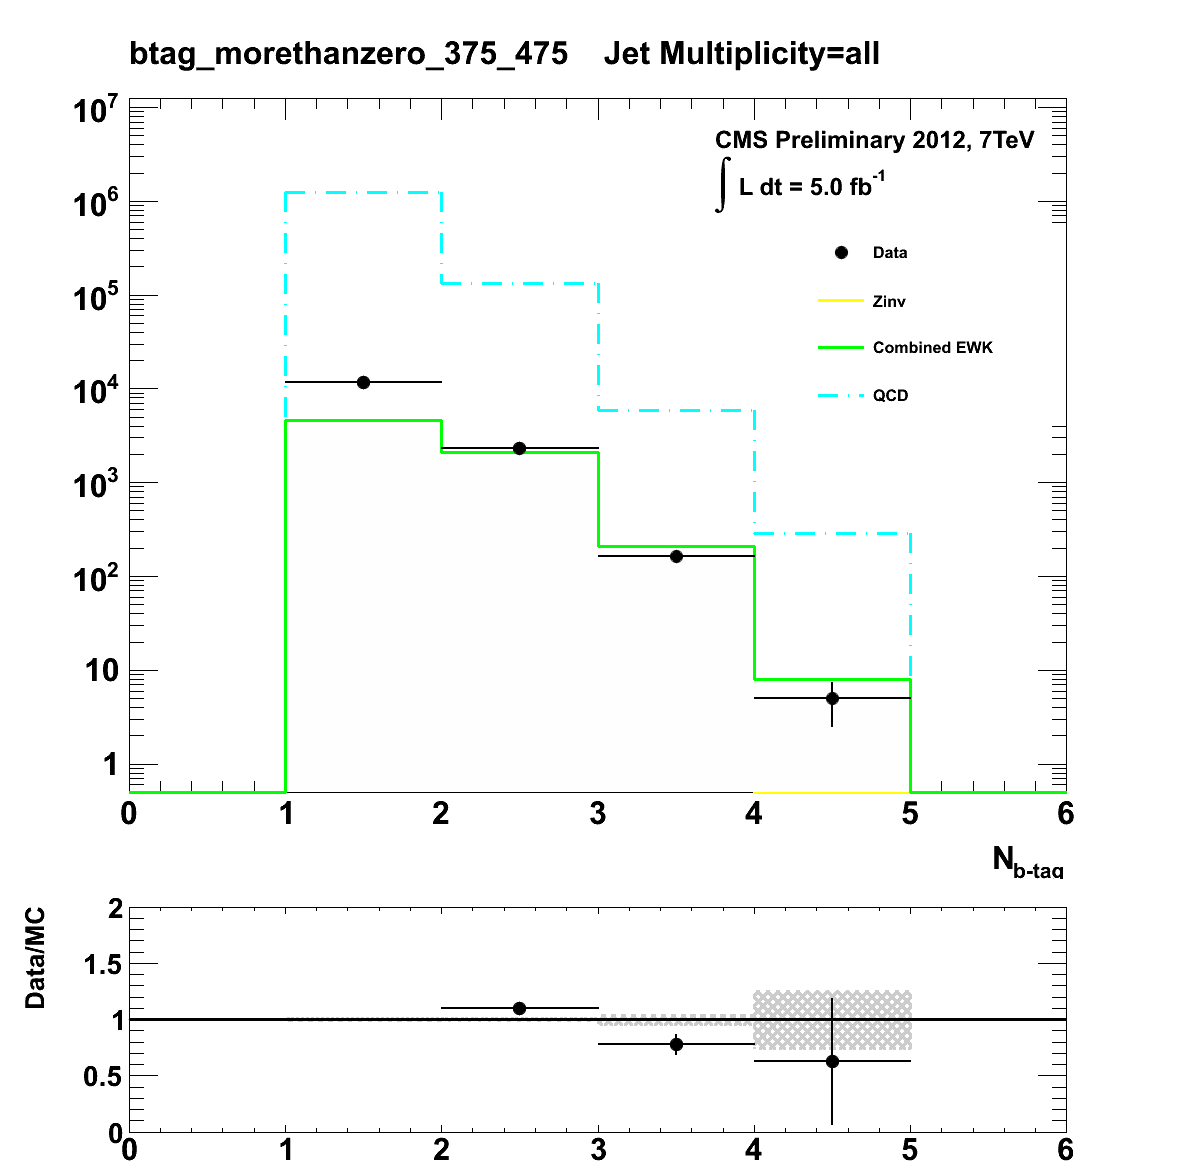 btag_morethanzero_375_475 Jet Multiplicity=all
10^7
CMS Preliminary 2012, 7TeV
∫ L dt = 5.0 fb^-1
10^6
Data
10^5
Zinv
Combined EWK
10^4
QCD
10^3
10^2
10
1
0 1 2 3 4 5 6
N_b-tag
Data/MC
2
1.5
1
0.5
0
0 1 2 3 4 5 6